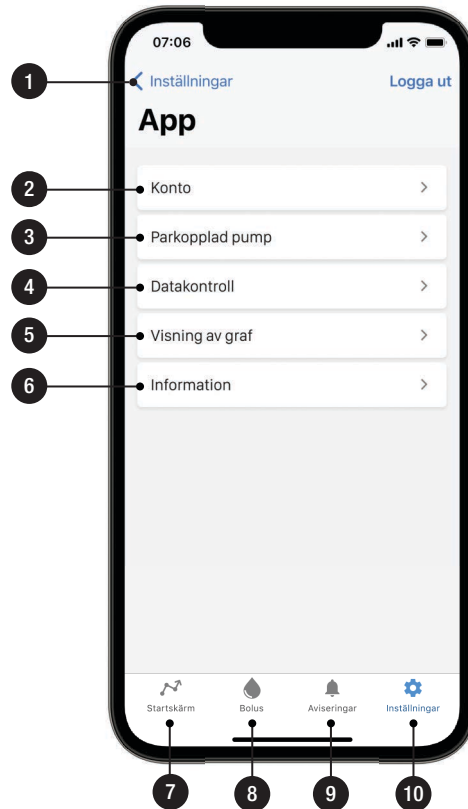 07:06
1
Inställningar
Logga ut
App
2
Konto
3
Parkopplad pump
4
Datakontroll
5
Visning av graf
6
Information
Startskärm
Bolus
Aviseringar
Inställningar
7
8
9
10